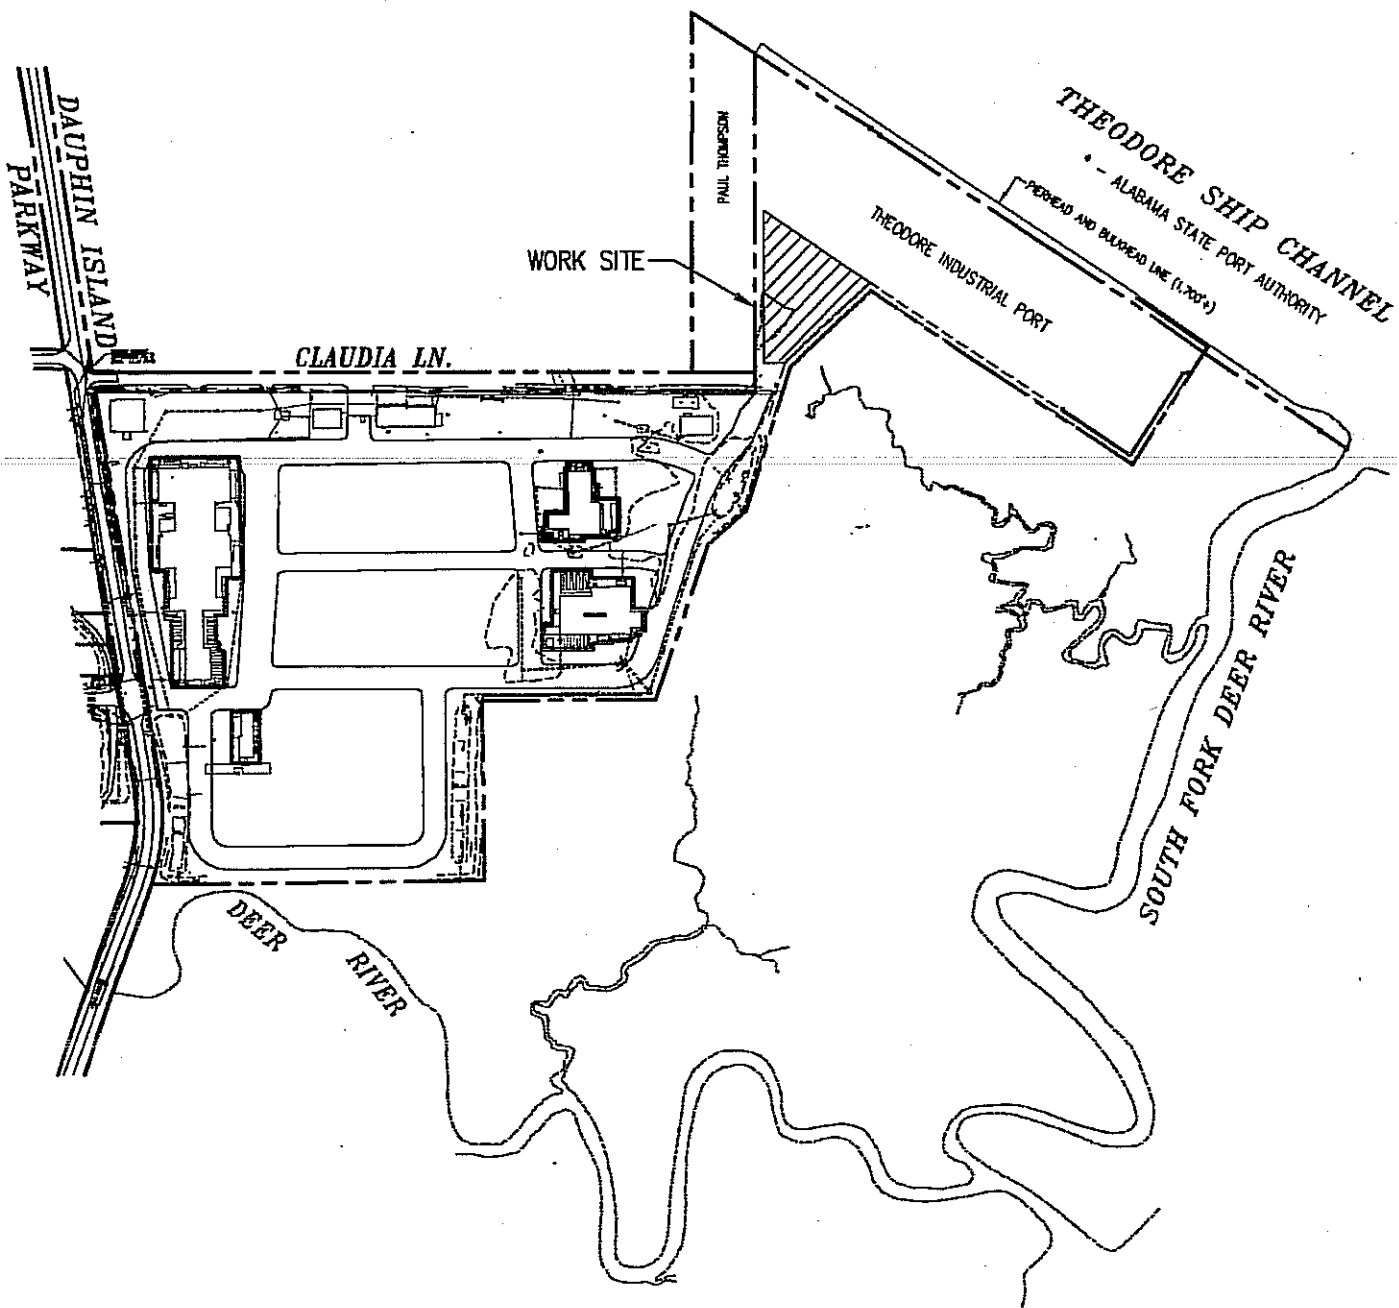 THEODORE SHIP CHANNEL
- ALABAMA STATE PORT AUTHORITY
PIERHEAD AND BULKHEAD LINE (1,700'±)
DAUPHIN ISLAND
PARKWAY
PAUL THOMPSON
THEODORE INDUSTRIAL PORT
WORK SITE
CLAUDIA LN.
SOUTH FORK DEER RIVER
DEER
RIVER